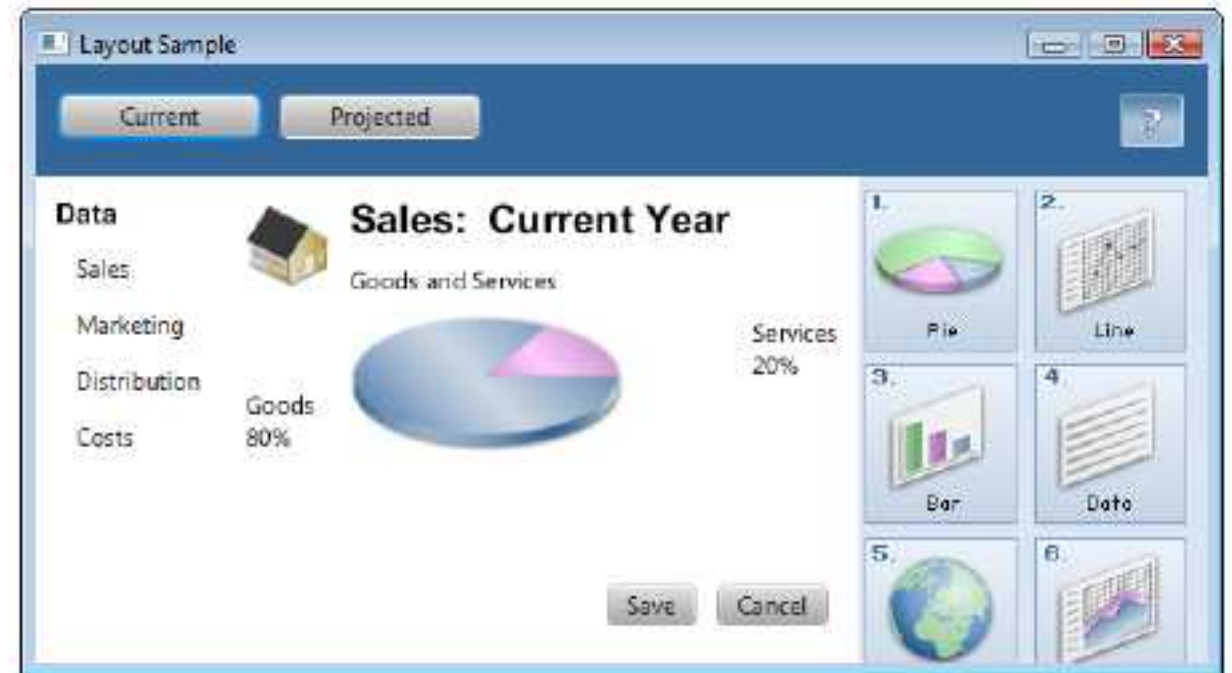 Layout Sample
Current
Projected
?
Data
Sales
Marketing
Distribution
Costs
Sales: Current Year
Goods and Services
Goods
80%
Services
20%
Save
Cancel
1.
Pie
2.
Line
3.
Bar
4.
Data
5.
6.